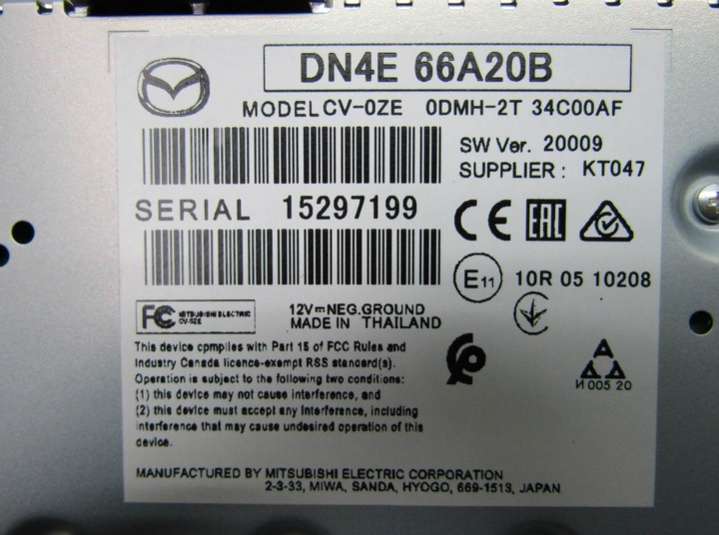 DN4E 66A20B
MODEL CV-0ZE 0DMH-2T 34C00AF
SW Ver. 20009
SUPPLIER : KT047
SERIAL 15297199
CE EAC
E11 10R 05 10208
FC MITSUBISHI ELECTRIC
CV-0ZE
12V⎓NEG.GROUND
MADE IN THAILAND
This device complies with Part 15 of FCC Rules and
Industry Canada licence-exempt RSS standard(s).
Operation is subject to the following two conditions:
(1) this device may not cause interference, and
(2) this device must accept any interference, including
interference that may cause undesired operation of this
device.
И 005 20
MANUFACTURED BY MITSUBISHI ELECTRIC CORPORATION
2-3-33, MIWA, SANDA, HYOGO, 669-1513, JAPAN